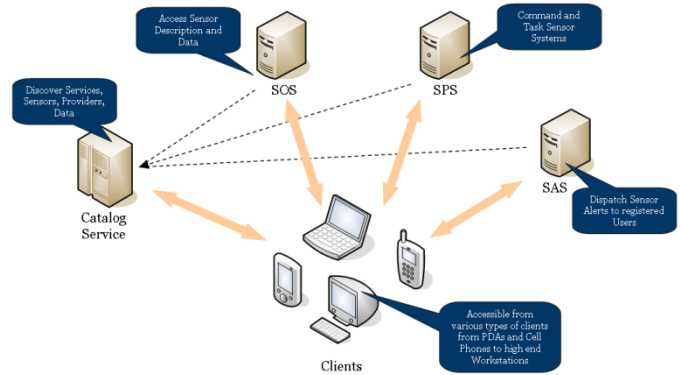 Access Sensor
Description and
Data
SOS
Command and
Task Sensor
Systems
SPS
Discover Services,
Sensors, Providers,
Data
Catalog
Service
SAS
Dispatch Sensor
Alerts to registered
Users
Accessible from
various types of clients
from PDAs and Cell
Phones to high end
Workstations
Clients